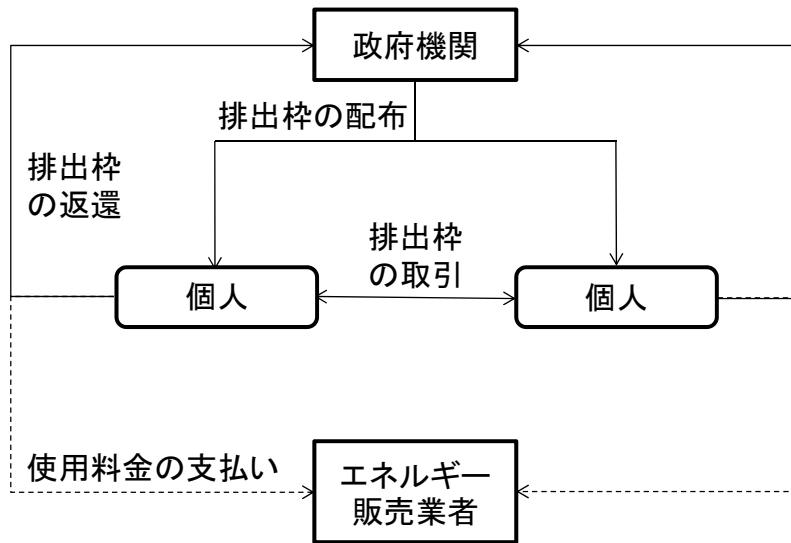 政府機関
排出枠の配布
排出枠
の返還
排出枠
の取引
個人
個人
使用料金の支払い
エネルギー
販売業者